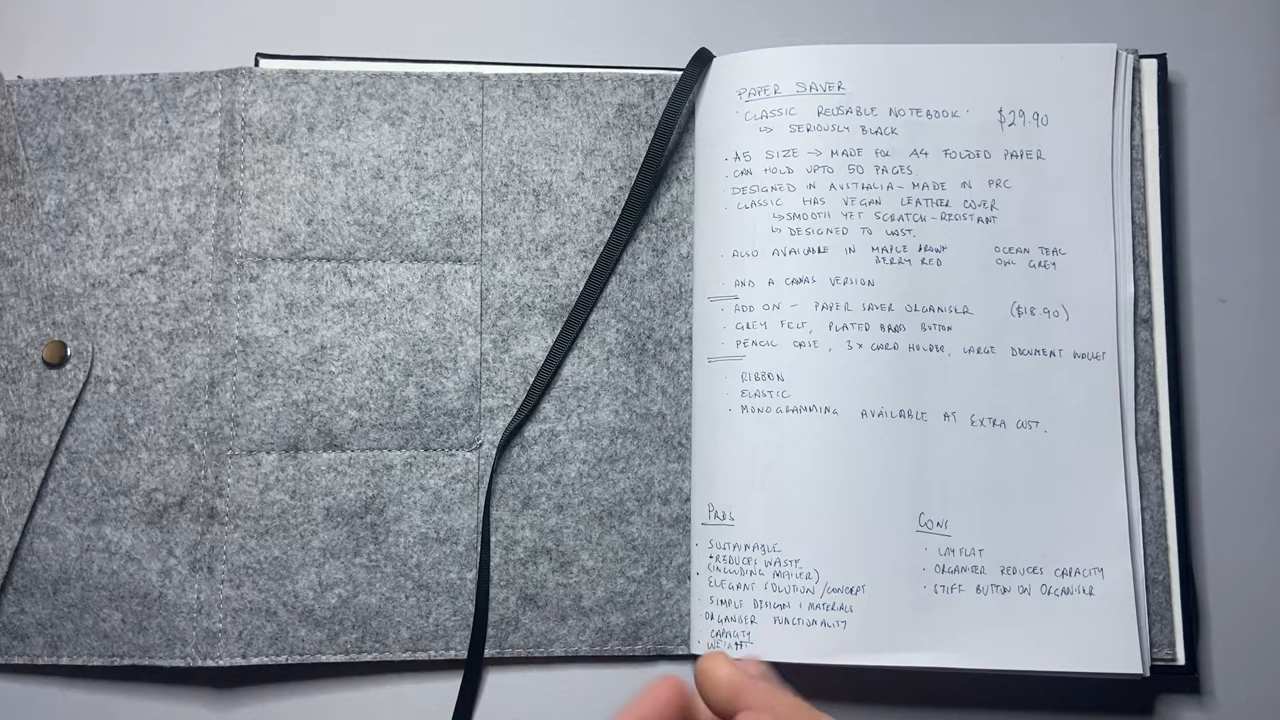 PAPER SAVER
'CLASSIC REUSABLE NOTEBOOK' $29.90
↳ SERIOUSLY BLACK
· A5 SIZE → MADE FOR A4 FOLDED PAPER
· CAN HOLD UPTO 50 PAGES.
· DESIGNED IN AUSTRALIA - MADE IN PRC
· CLASSIC HAS VEGAN LEATHER COVER
↳ SMOOTH YET SCRATCH-RESISTANT
↳ DESIGNED TO LAST.
· ALSO AVAILABLE IN MAPLE BROWN OCEAN TEAL
BERRY RED OWL GREY
· AND A CANAS VERSION
· ADD ON - PAPER SAVER ORGANISER ($18.90)
· GREY FELT, PLATED BRASS BUTTON
· PENCIL CASE, 3 x CARD HOLDER, LARGE DOCUMENT WALLET
· RIBBON
· ELASTIC
· MONOGRAMMING AVAILABLE AT EXTRA COST.
PROS
· SUSTAINABLE
+ REDUCES WASTE
(INCLUDING MAILER)
· ELEGANT SOLUTION / CONCEPT
· SIMPLE DESIGN + MATERIALS
· ORGANISER FUNCTIONALITY
· CAPACITY
· WEIGHT
CONS
· LAY FLAT
· ORGANISER REDUCES CAPACITY
· STIFF BUTTON ON ORGANISER